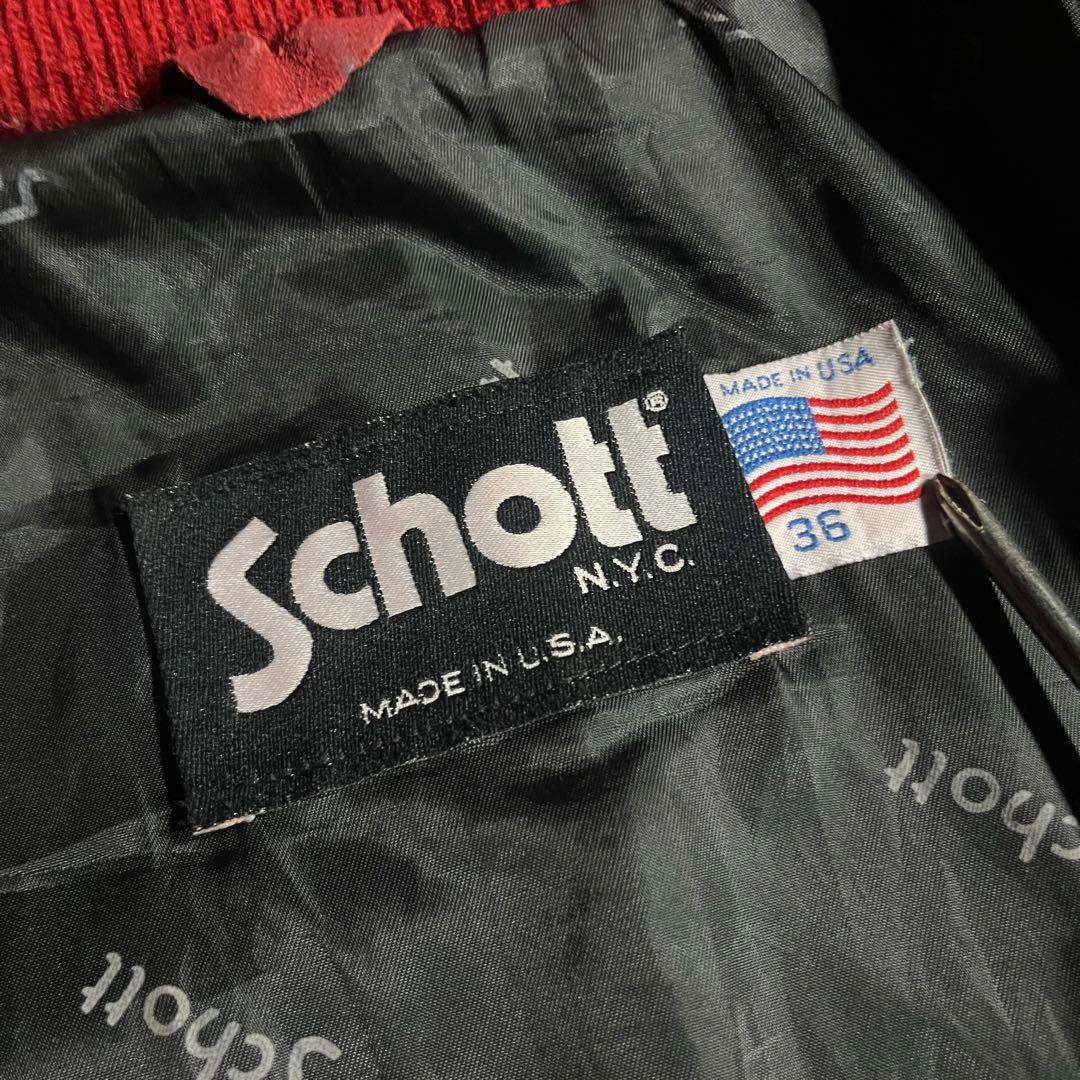 Schott®
N.Y.C.
MADE IN U.S.A.
MADE IN USA
36
Schott
Schott